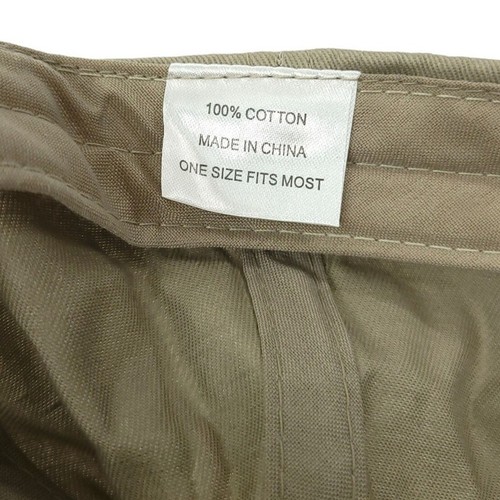 100% COTTON
MADE IN CHINA
ONE SIZE FITS MOST